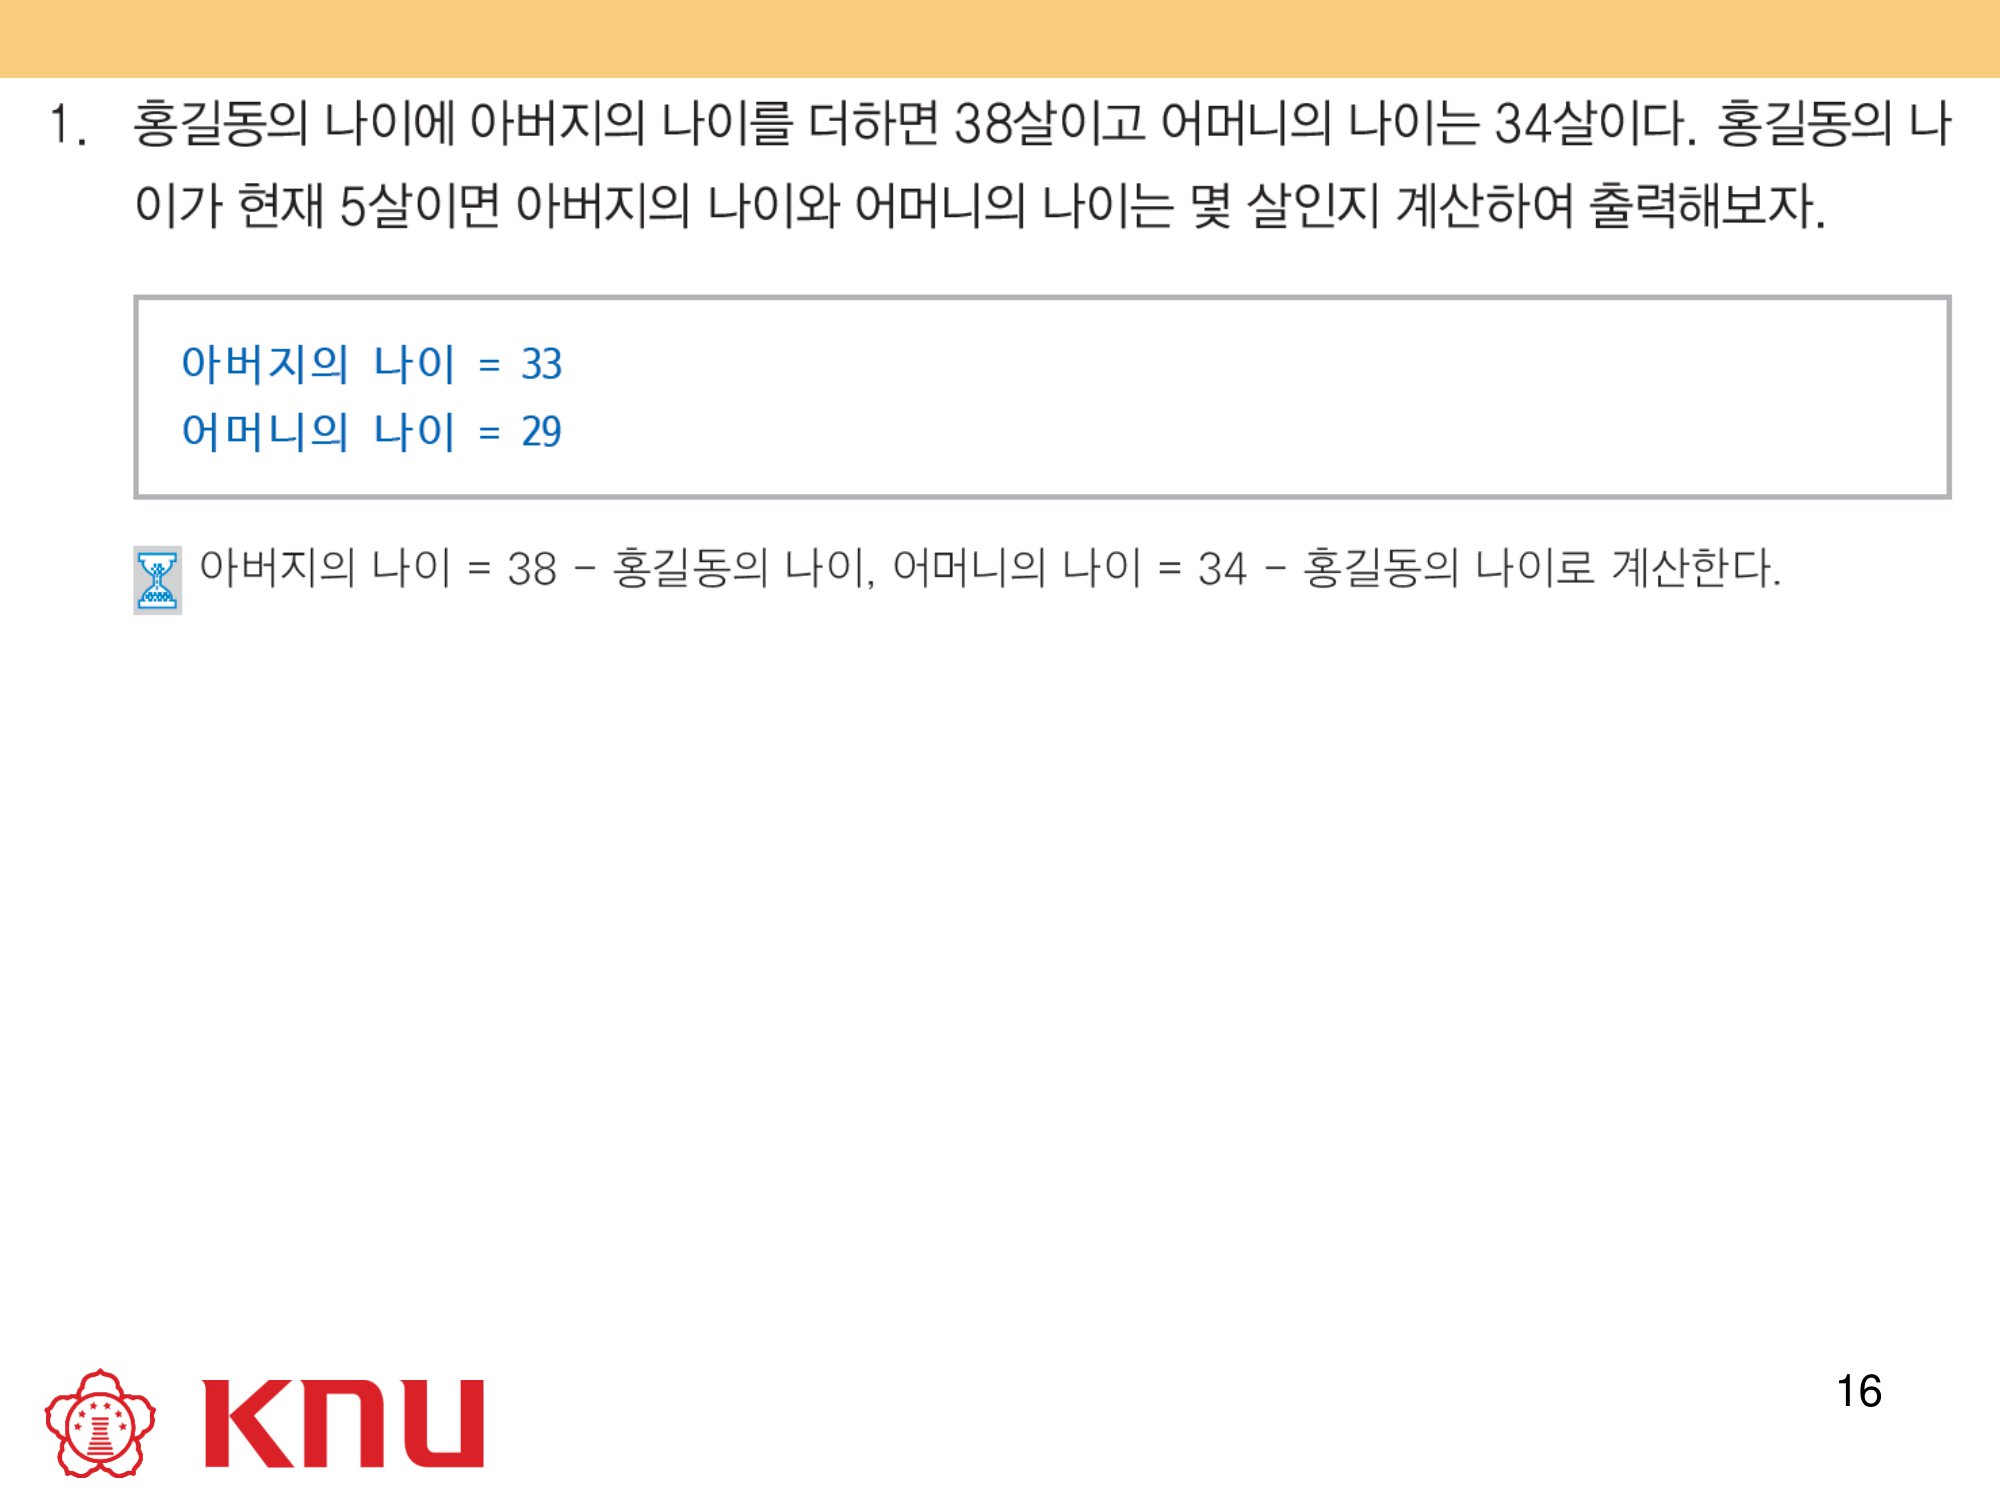 1. 홍길동의 나이에 아버지의 나이를 더하면 38살이고 어머니의 나이는 34살이다. 홍길동의 나
이가 현재 5살이면 아버지의 나이와 어머니의 나이는 몇 살인지 계산하여 출력해보자.
아버지의 나이 = 33
어머니의 나이 = 29
아버지의 나이 = 38 - 홍길동의 나이, 어머니의 나이 = 34 - 홍길동의 나이로 계산한다.
KNU
16